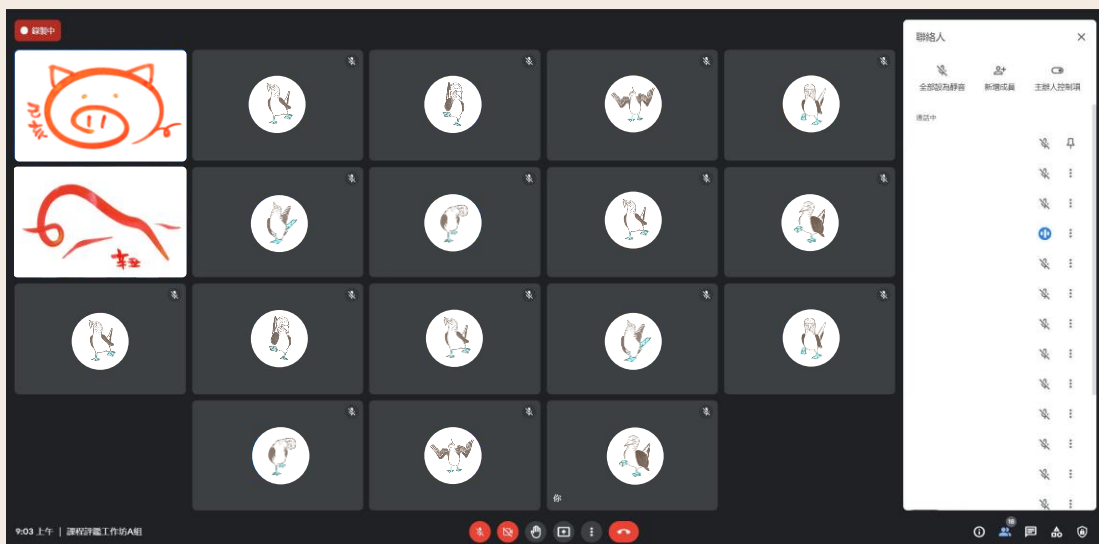 錄製中
己亥
辛丑
你
聯絡人
全部設為靜音
新增成員
主辦人控制項
通話中
9:03 上午 | 課程評鑑工作坊A組
18